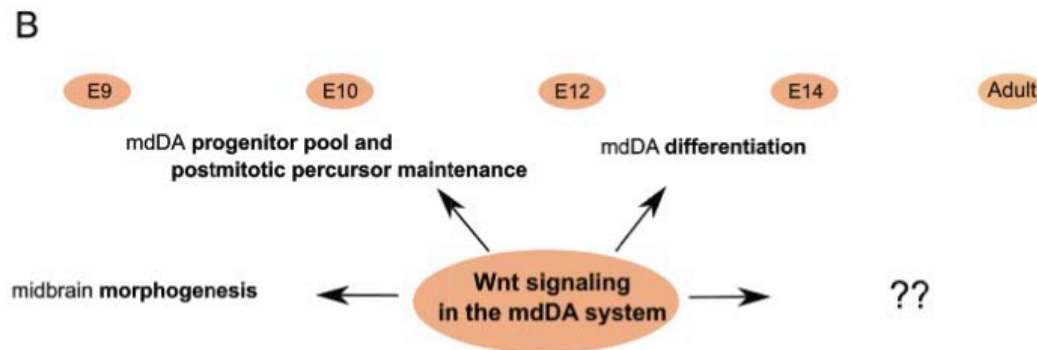 B
E9 E10 E12 E14 Adult
mdDA progenitor pool and
postmitotic percursor maintenance
mdDA differentiation
Wnt signaling
in the mdDA system
midbrain morphogenesis
??